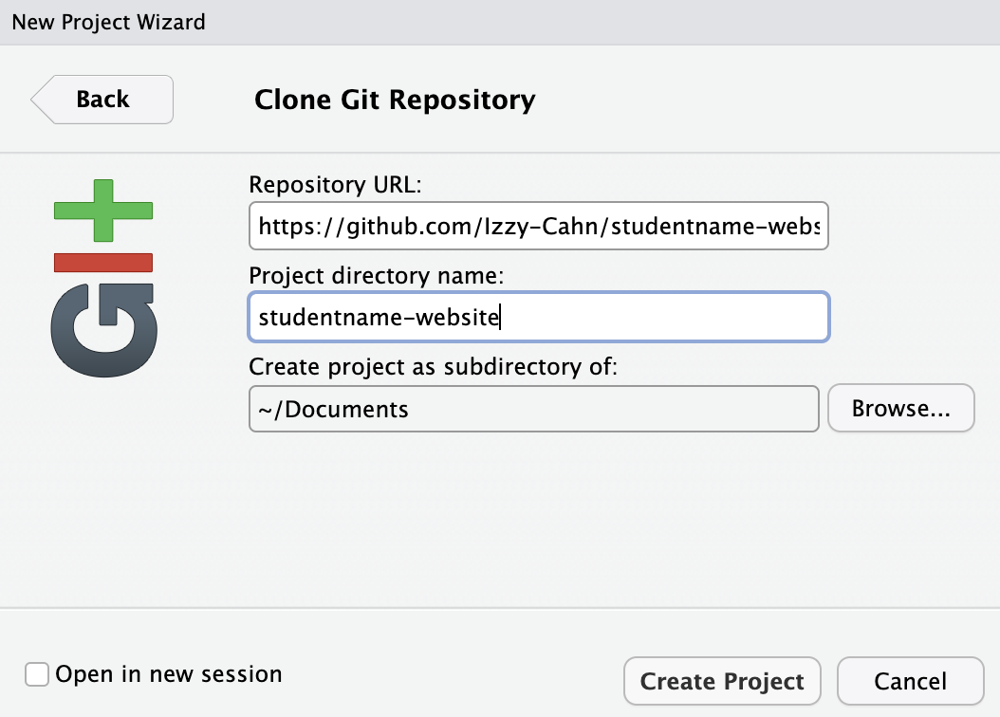 New Project Wizard
Back
Clone Git Repository
GIT
Repository URL:
https://github.com/Izzy-Cahn/studentname-webs
Project directory name:
studentname-website
Create project as subdirectory of:
~/Documents
Browse...
Open in new session
Create Project
Cancel